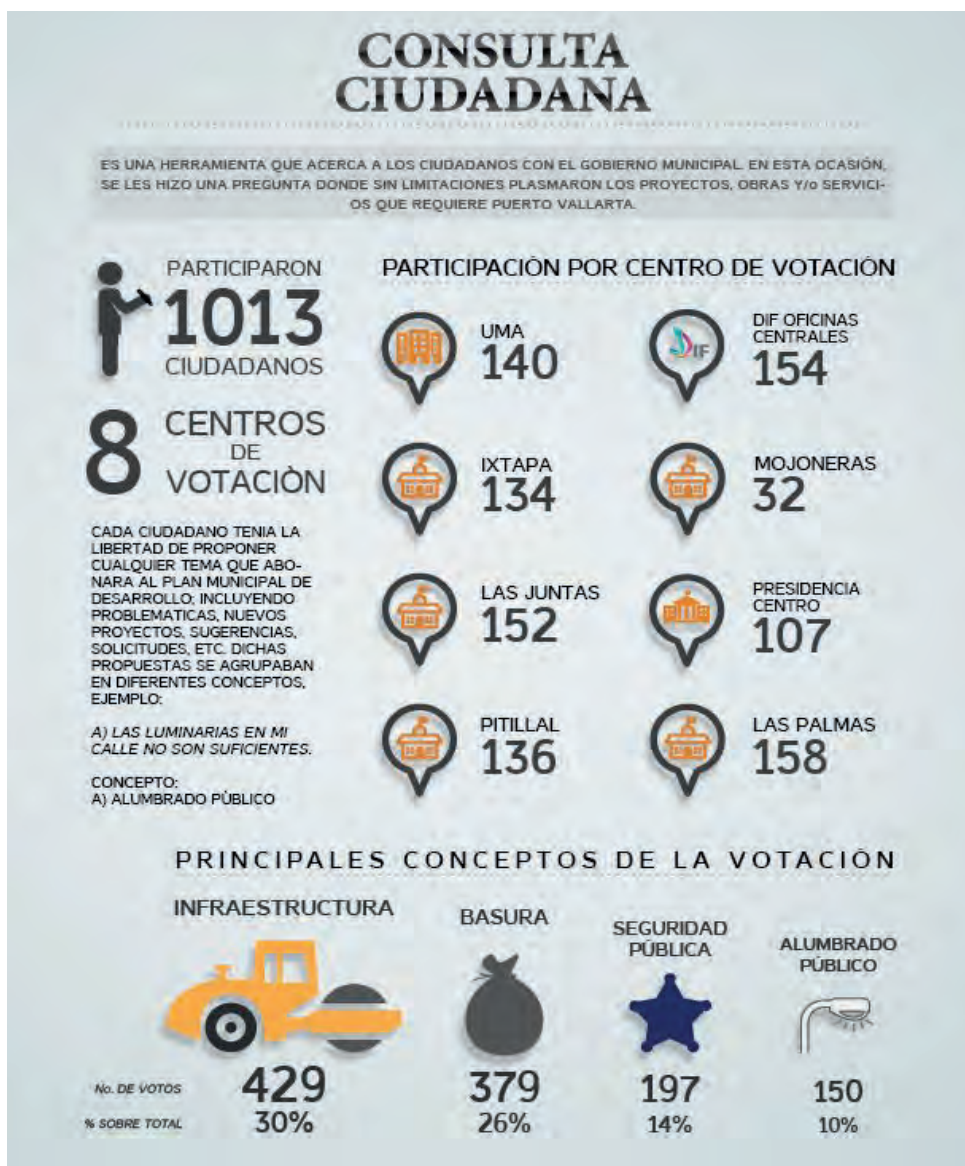 CONSULTA
CIUDADANA
ES UNA HERRAMIENTA QUE ACERCA A LOS CIUDADANOS CON EL GOBIERNO MUNICIPAL. EN ESTA OCASIÓN,
SE LES HIZO UNA PREGUNTA DONDE SIN LIMITACIONES PLASMARON LOS PROYECTOS, OBRAS Y/o SERVICI-
OS QUE REQUIERE PUERTO VALLARTA.
PARTICIPARON
1013
CIUDADANOS
8
CENTROS
DE
VOTACIÒN
CADA CIUDADANO TENIA LA
LIBERTAD DE PROPONER
CUALQUIER TEMA QUE ABO-
NARA AL PLAN MUNICIPAL DE
DESARROLLO; INCLUYENDO
PROBLEMATICAS, NUEVOS
PROYECTOS, SUGERENCIAS,
SOLICITUDES, ETC. DICHAS
PROPUESTAS SE AGRUPABAN
EN DIFERENTES CONCEPTOS,
EJEMPLO:
A) LAS LUMINARIAS EN MI
CALLE NO SON SUFICIENTES.
CONCEPTO:
A) ALUMBRADO PÙBLICO
PARTICIPACIÒN POR CENTRO DE VOTACIÒN
UMA
140
DIF
DIF OFICINAS
CENTRALES
154
IXTAPA
134
MOJONERAS
32
LAS JUNTAS
152
PRESIDENCIA
CENTRO
107
PITILLAL
136
LAS PALMAS
158
PRINCIPALES CONCEPTOS DE LA VOTACIÒN
INFRAESTRUCTURA
BASURA
SEGURIDAD
PÚBLICA
ALUMBRADO
PÚBLICO
No. DE VOTOS 429 379 197 150
% SOBRE TOTAL 30% 26% 14% 10%